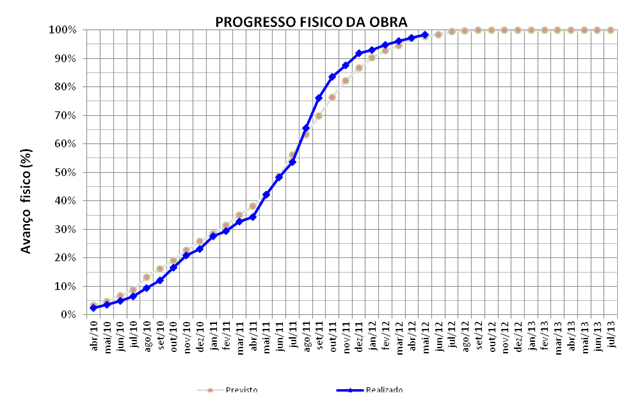 PROGRESSO FISICO DA OBRA
100%
90%
80%
70%
60%
50%
40%
30%
20%
10%
0%
Avanço fisico (%)
abr/10
mai/10
jun/10
jul/10
ago/10
set/10
out/10
nov/10
dez/10
jan/11
fev/11
mar/11
abr/11
mai/11
jun/11
jul/11
ago/11
set/11
out/11
nov/11
dez/11
jan/12
fev/12
mar/12
abr/12
mai/12
jun/12
jul/12
ago/12
set/12
out/12
nov/12
dez/12
jan/13
fev/13
mar/13
abr/13
mai/13
jun/13
jul/13
Previsto
Realizado